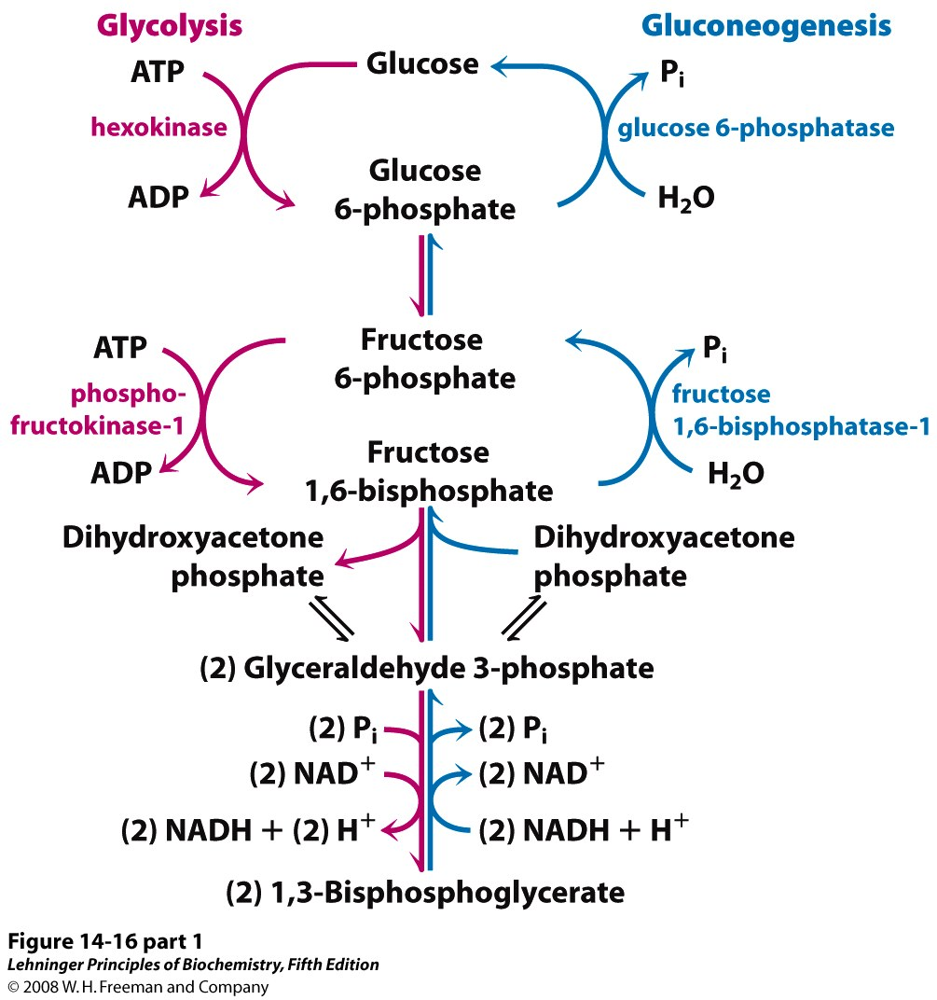 Glycolysis
Gluconeogenesis
ATP
Glucose
Pi
hexokinase
glucose 6-phosphatase
Glucose
6-phosphate
ADP
H₂O
Fructose
6-phosphate
ATP
Pi
phospho-
fructokinase-1
fructose
1,6-bisphosphatase-1
Fructose
1,6-bisphosphate
ADP
H₂O
Dihydroxyacetone
phosphate
Dihydroxyacetone
phosphate
(2) Glyceraldehyde 3-phosphate
(2) Pi
(2) Pi
(2) NAD⁺
(2) NAD⁺
(2) NADH + (2) H⁺
(2) NADH + H⁺
(2) 1,3-Bisphosphoglycerate
Figure 14-16 part 1
Lehninger Principles of Biochemistry, Fifth Edition
© 2008 W. H. Freeman and Company